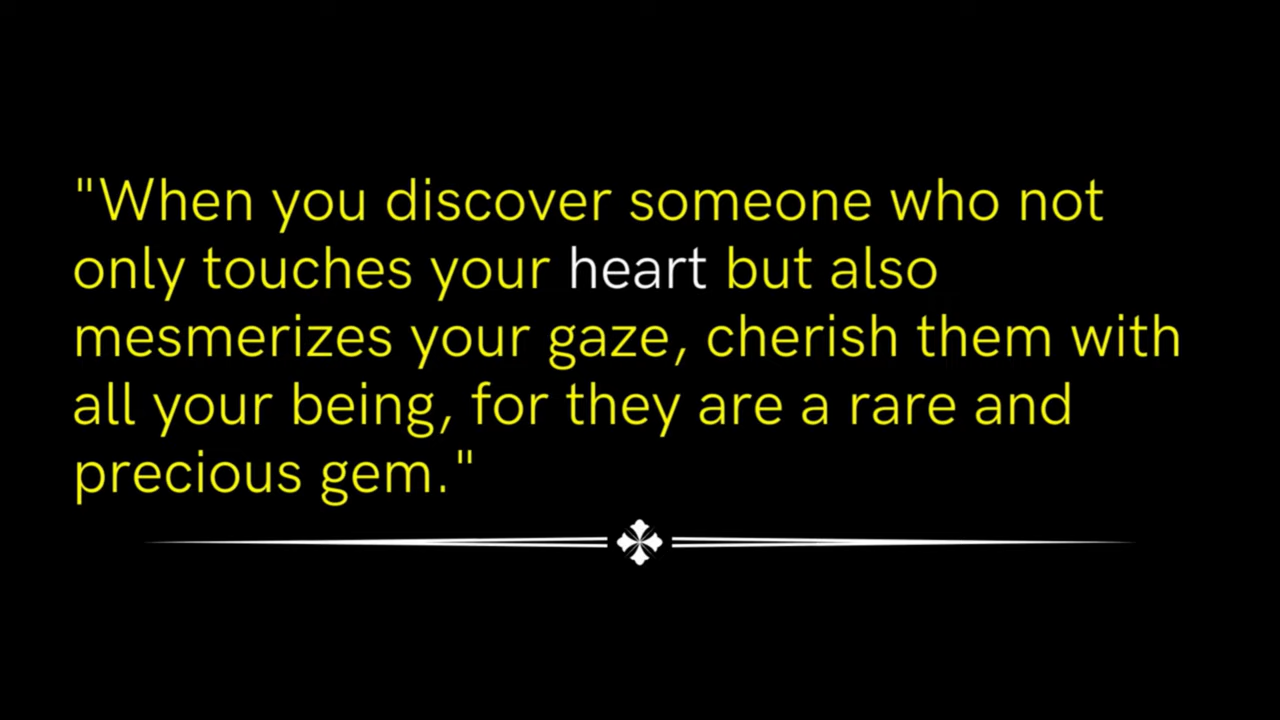 "When you discover someone who not
only touches your heart but also
mesmerizes your gaze, cherish them with
all your being, for they are a rare and
precious gem."